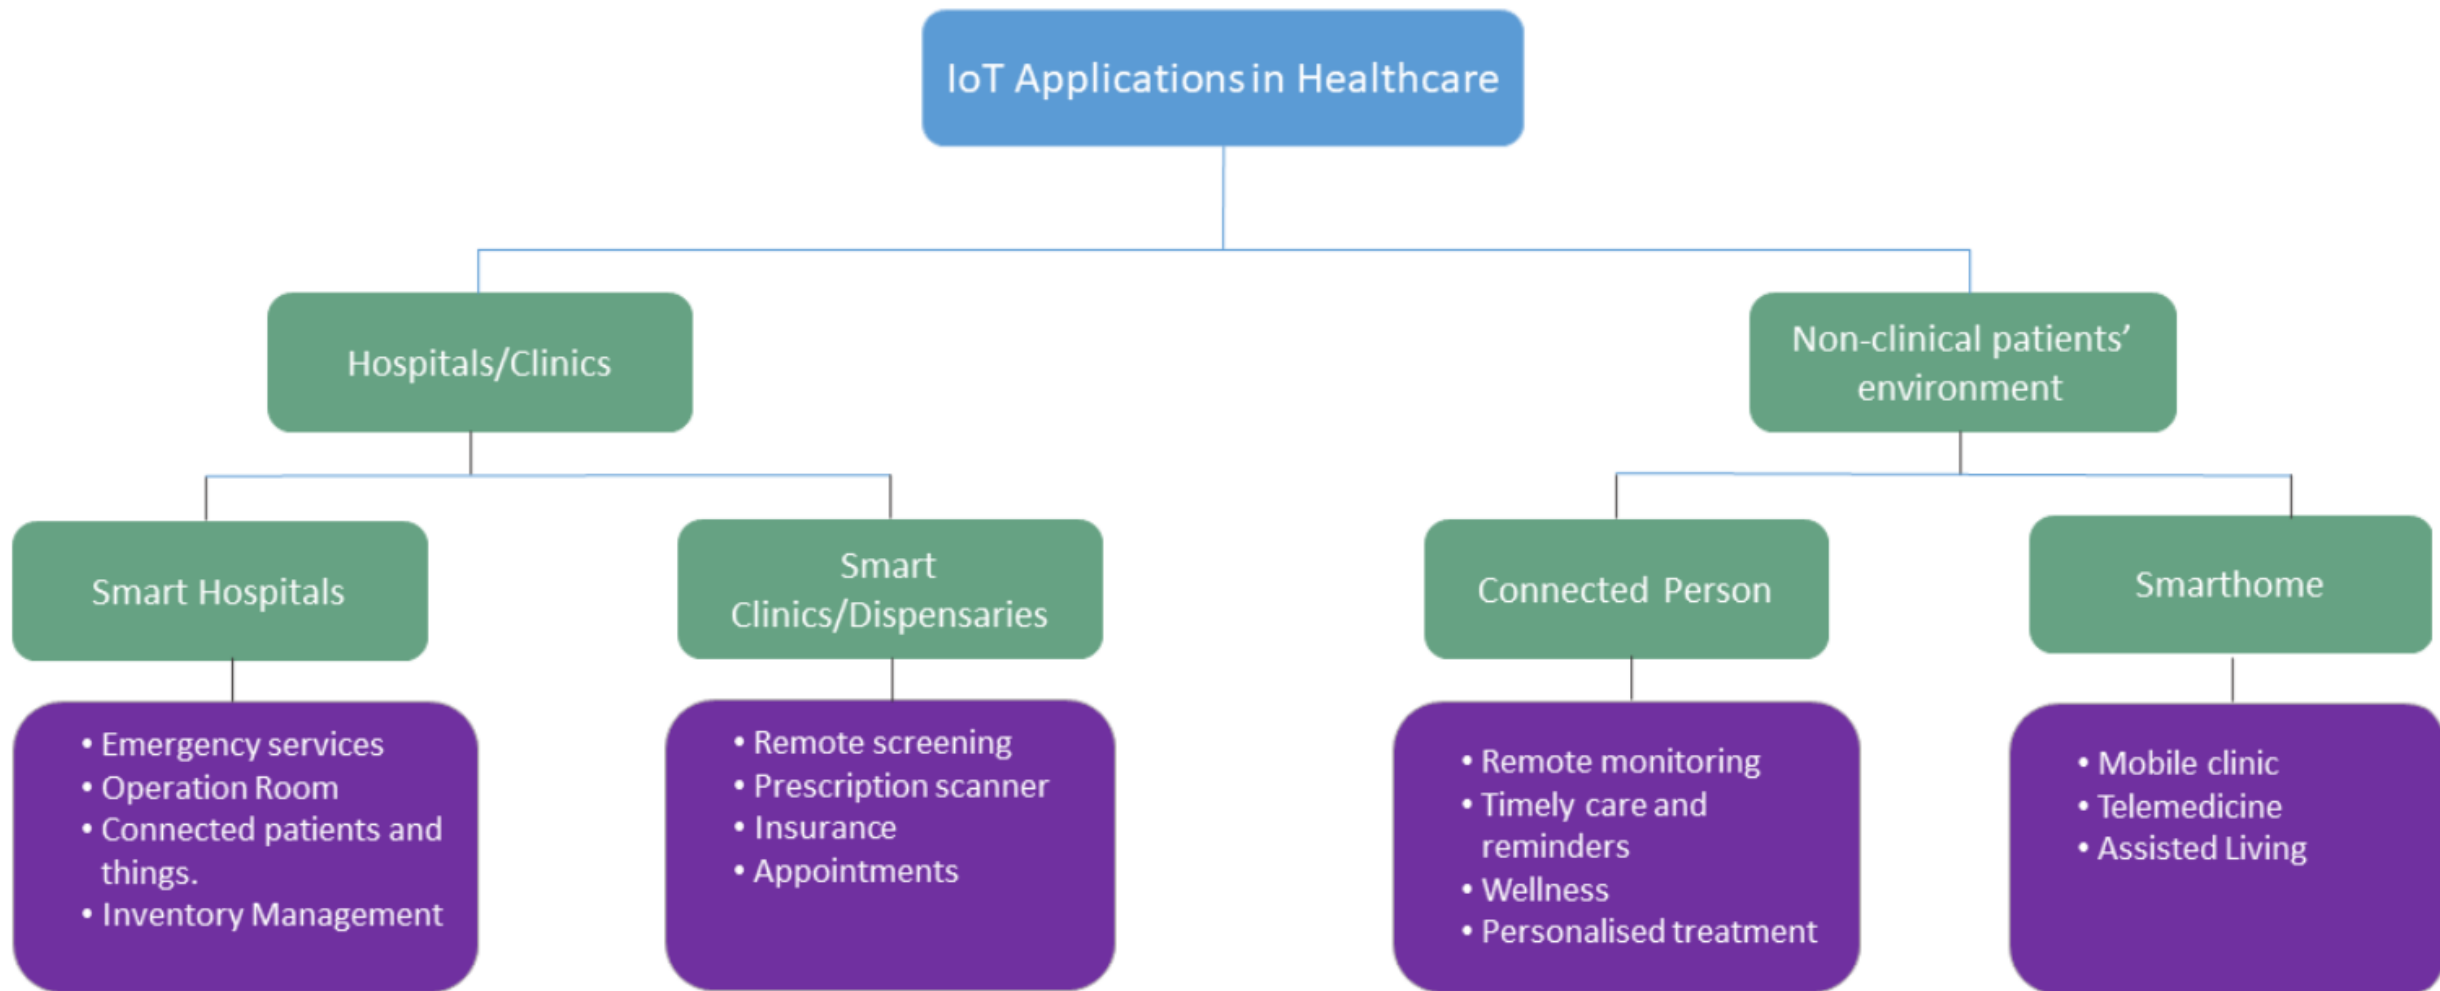 IoT Applications in Healthcare
Hospitals/Clinics
Non-clinical patients’
environment
Smart Hospitals
Smart
Clinics/Dispensaries
Connected Person
Smarthome
• Emergency services
• Operation Room
• Connected patients and
things.
• Inventory Management
• Remote screening
• Prescription scanner
• Insurance
• Appointments
• Remote monitoring
• Timely care and
reminders
• Wellness
• Personalised treatment
• Mobile clinic
• Telemedicine
• Assisted Living